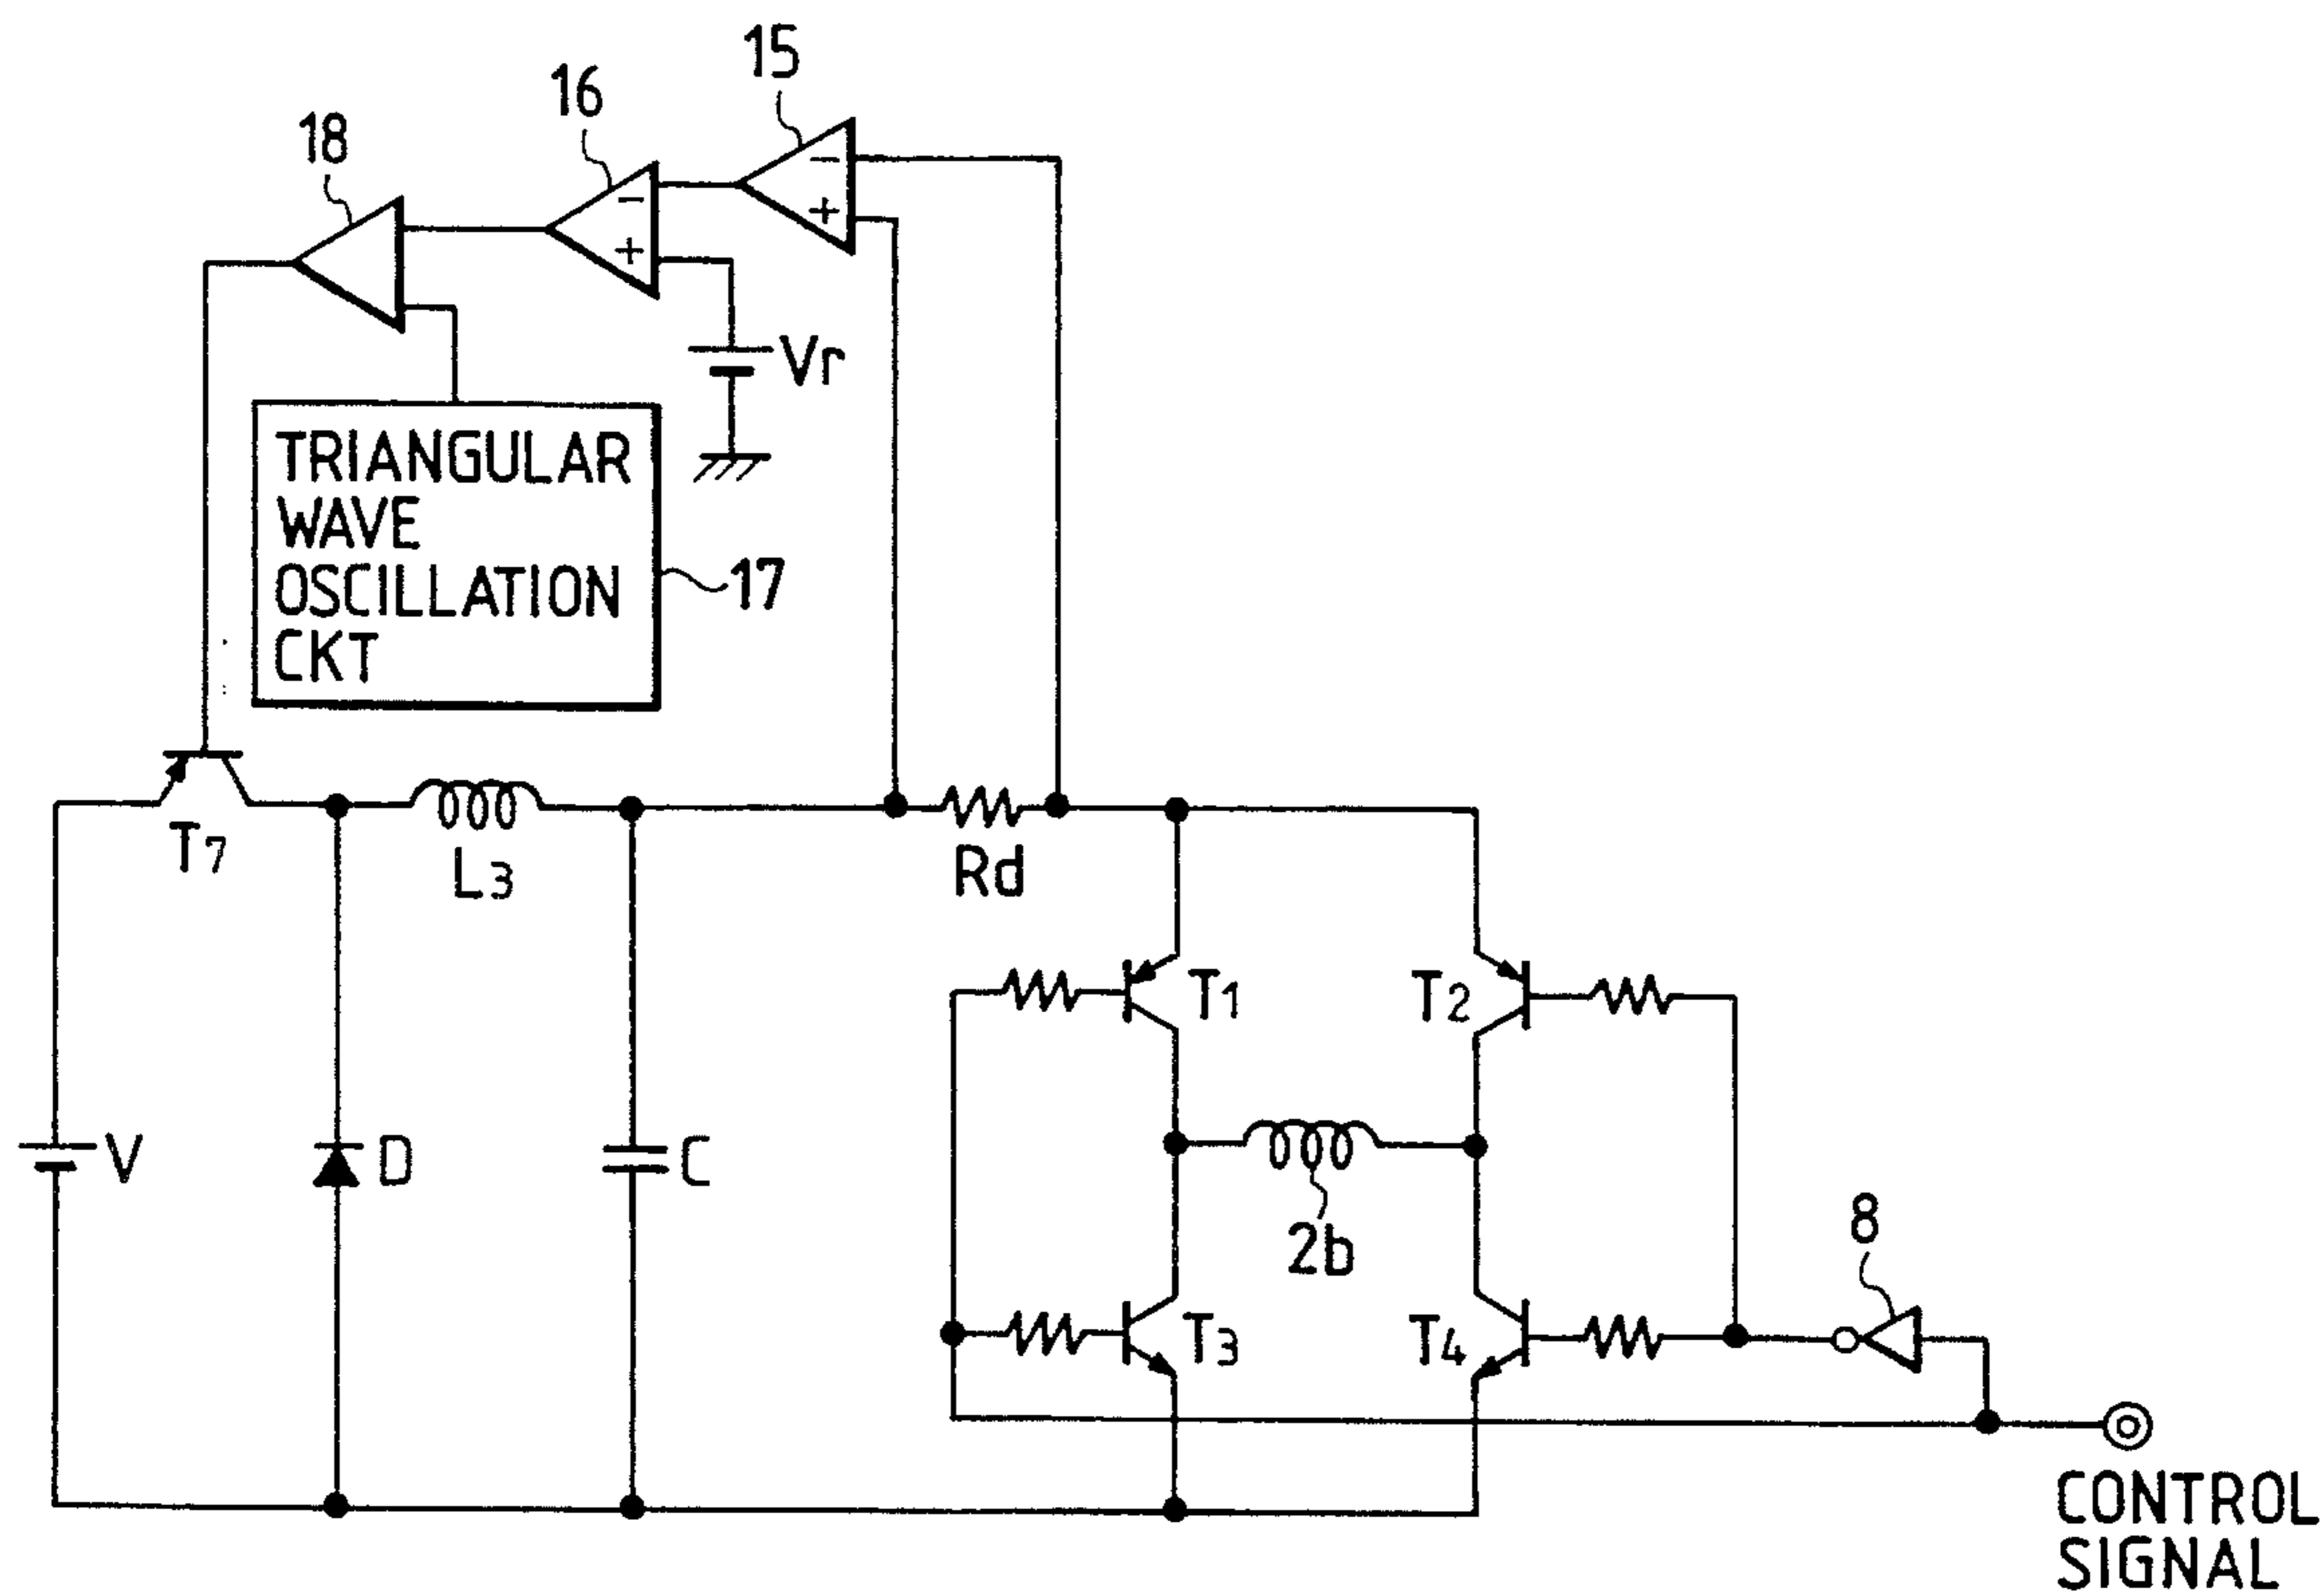 15
16
18
-
+
-
+
Vr
TRIANGULAR
WAVE
OSCILLATION
CKT
17
T7
L3
Rd
T1
T2
V
D
C
2b
8
T3
T4
CONTROL
SIGNAL